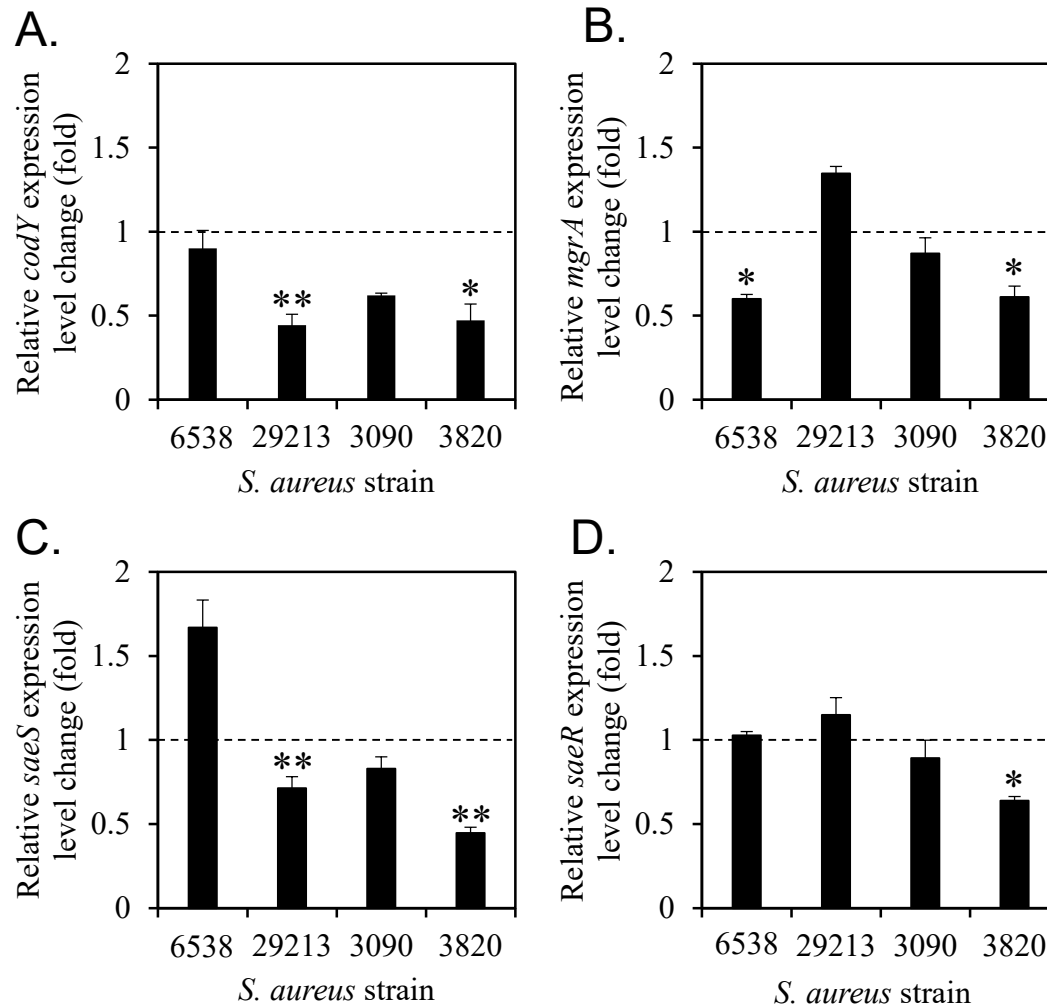 A.
Relative codY expression
level change (fold)
2
1.5
1
0.5
0
**
*
6538 29213 3090 3820
S. aureus strain
B.
Relative mgrA expression
level change (fold)
2
1.5
1
0.5
0
*
*
6538 29213 3090 3820
S. aureus strain
C.
Relative saeS expression
level change (fold)
2
1.5
1
0.5
0
**
**
6538 29213 3090 3820
S. aureus strain
D.
Relative saeR expression
level change (fold)
2
1.5
1
0.5
0
*
6538 29213 3090 3820
S. aureus strain